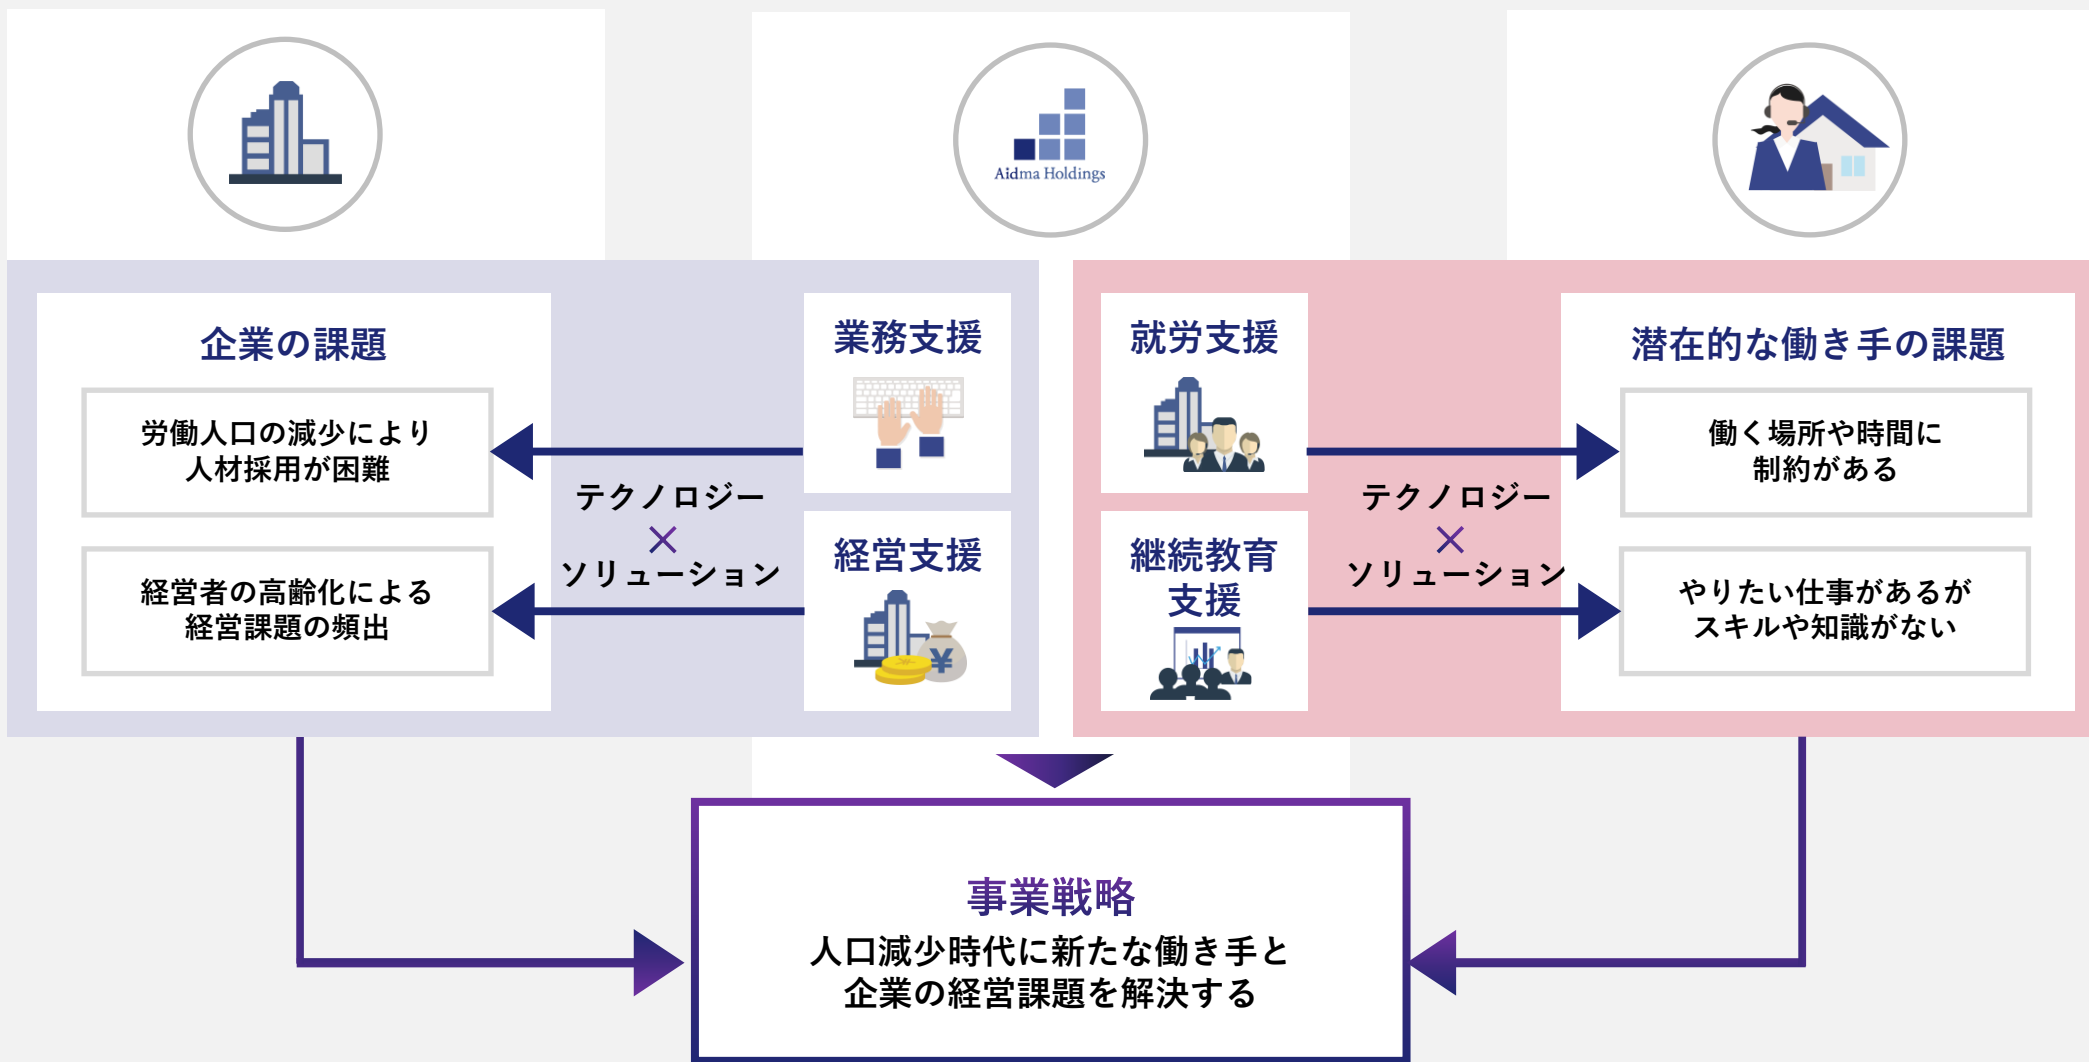 Aidma Holdings
企業の課題
労働人口の減少により
人材採用が困難
経営者の高齢化による
経営課題の頻出
テクノロジー
×
ソリューション
業務支援
経営支援
¥
就労支援
継続教育
支援
テクノロジー
×
ソリューション
潜在的な働き手の課題
働く場所や時間に
制約がある
やりたい仕事があるが
スキルや知識がない
事業戦略
人口減少時代に新たな働き手と
企業の経営課題を解決する